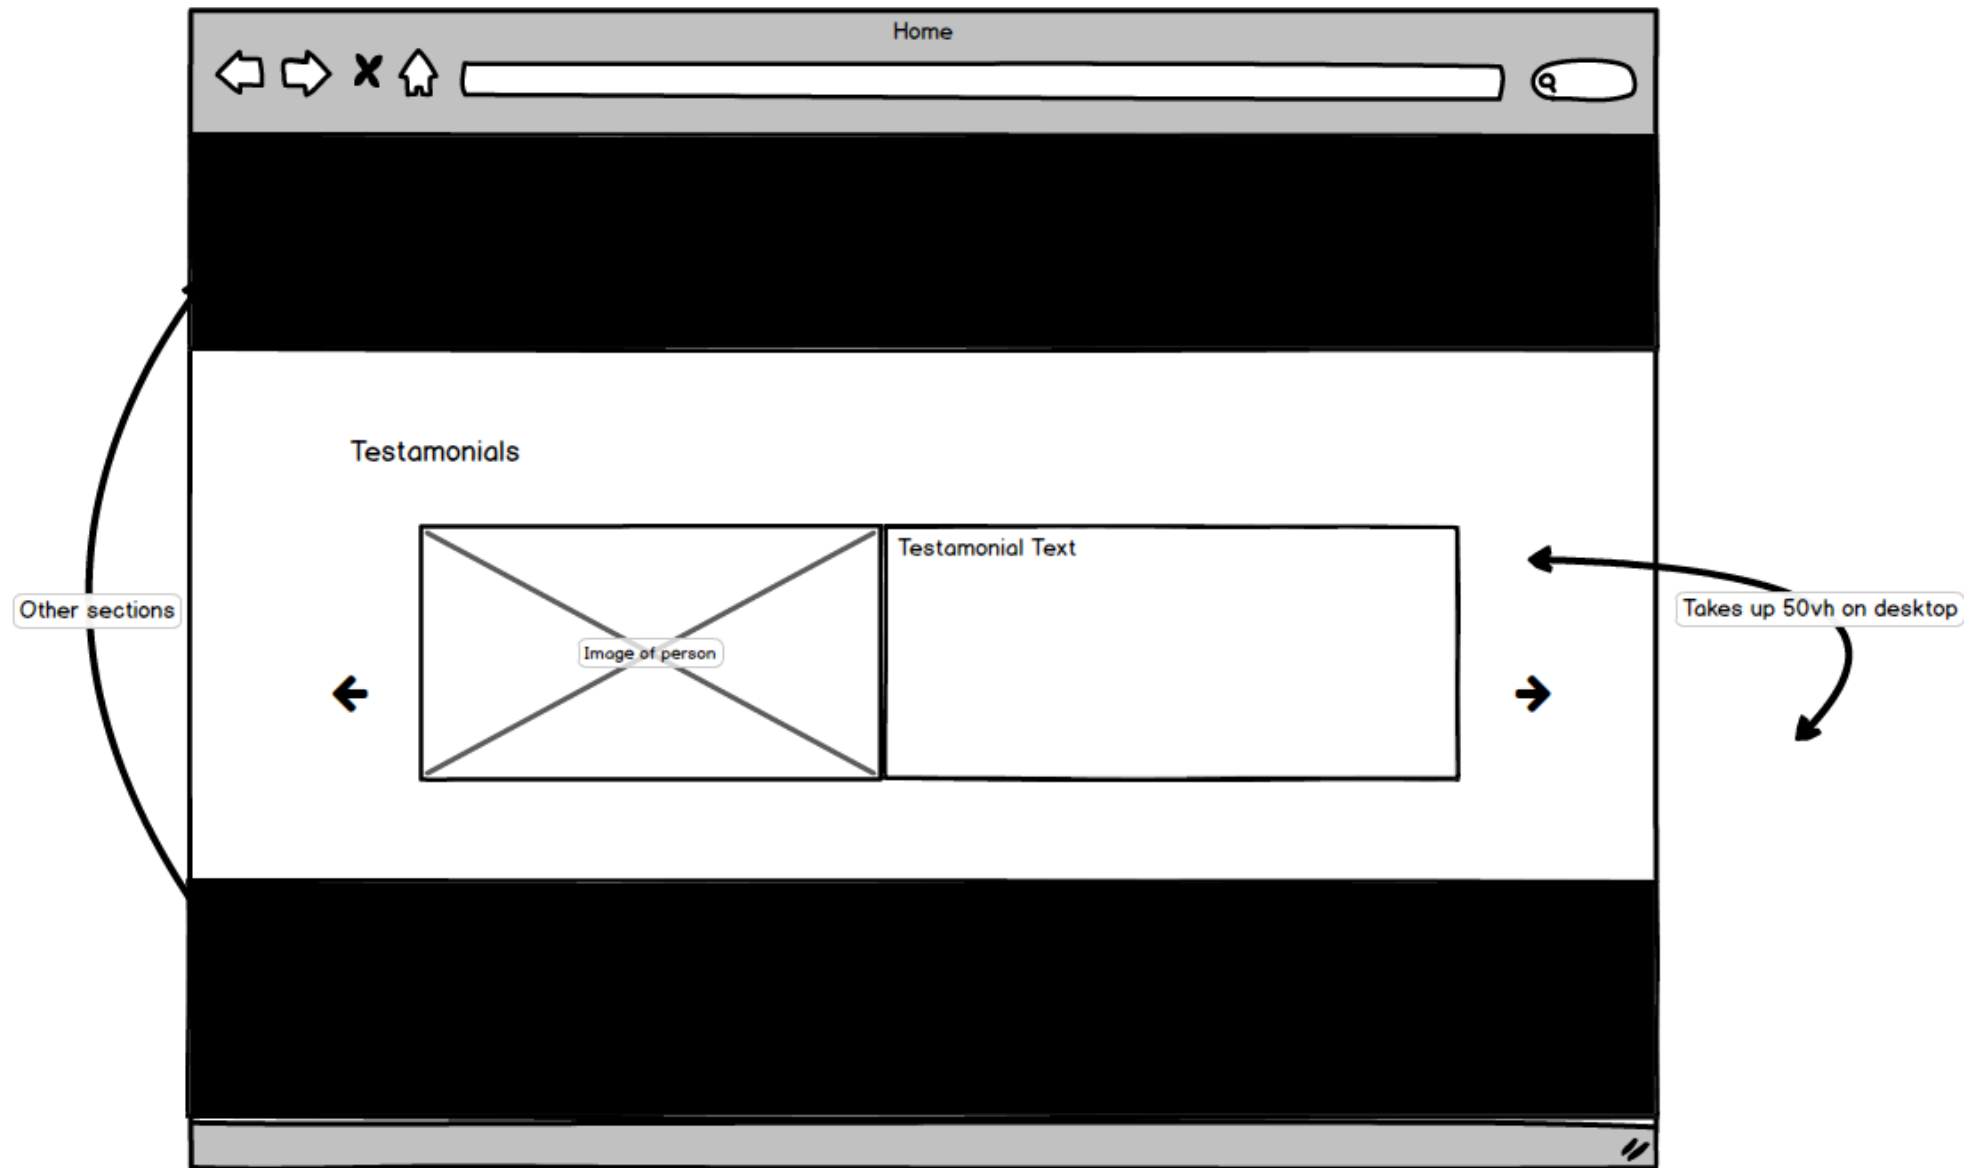 Home
Testamonials
Testamonial Text
Other sections
Takes up 50vh on desktop
Image of person